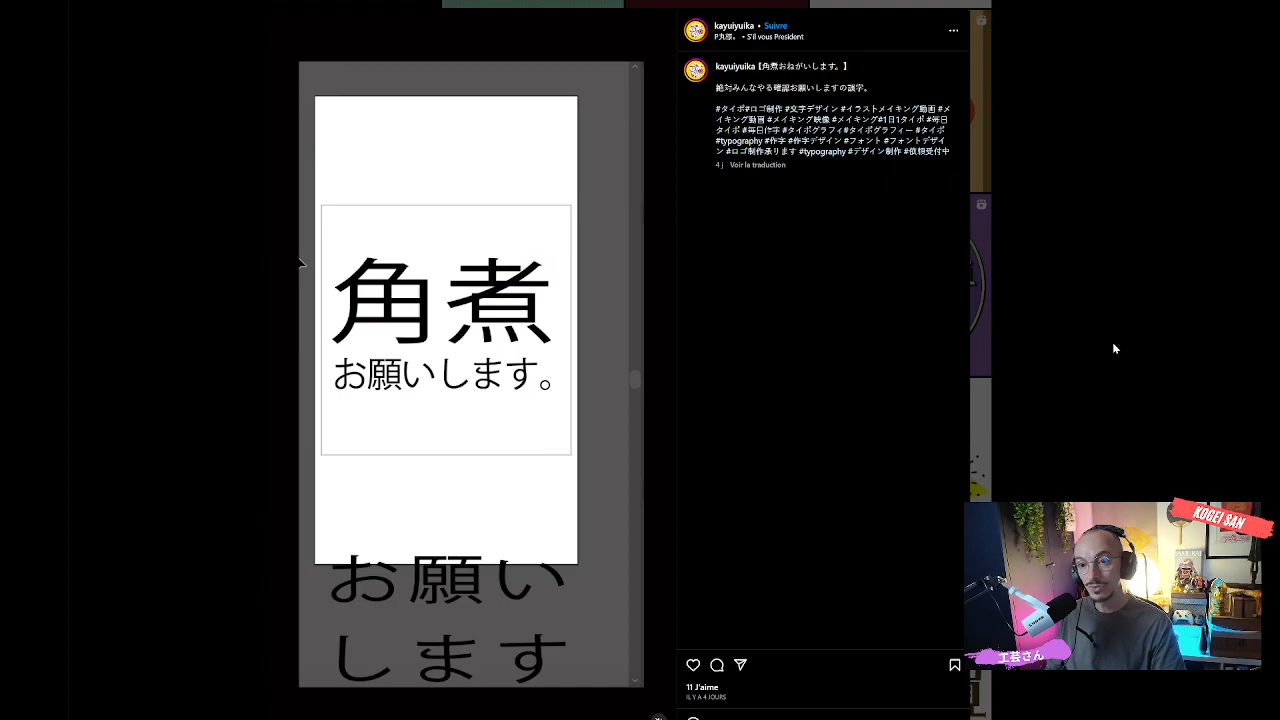 kayuiyuika • Suivre
P丸様。 • S'il vous President
kayuiyuika【角煮おねがいします。】
絶対みんなやる確認お願いしますの誤字。
#タイポ#ロゴ制作 #文字デザイン #イラストメイキング動画 #メ
イキング動画 #メイキング映像 #メイキング#1日1タイポ #毎日
タイポ #毎日作字 #タイポグラフィ#タイポグラフィー #タイポ
#typography #作字 #作字デザイン #フォント #フォントデザイ
ン #ロゴ制作承ります #typography #デザイン制作 #依頼受付中
4 j Voir la traduction
角煮
お願いします。
お願い
します
KOGEI SAN
工芸さん
11 J'aime
IL Y A 4 JOURS